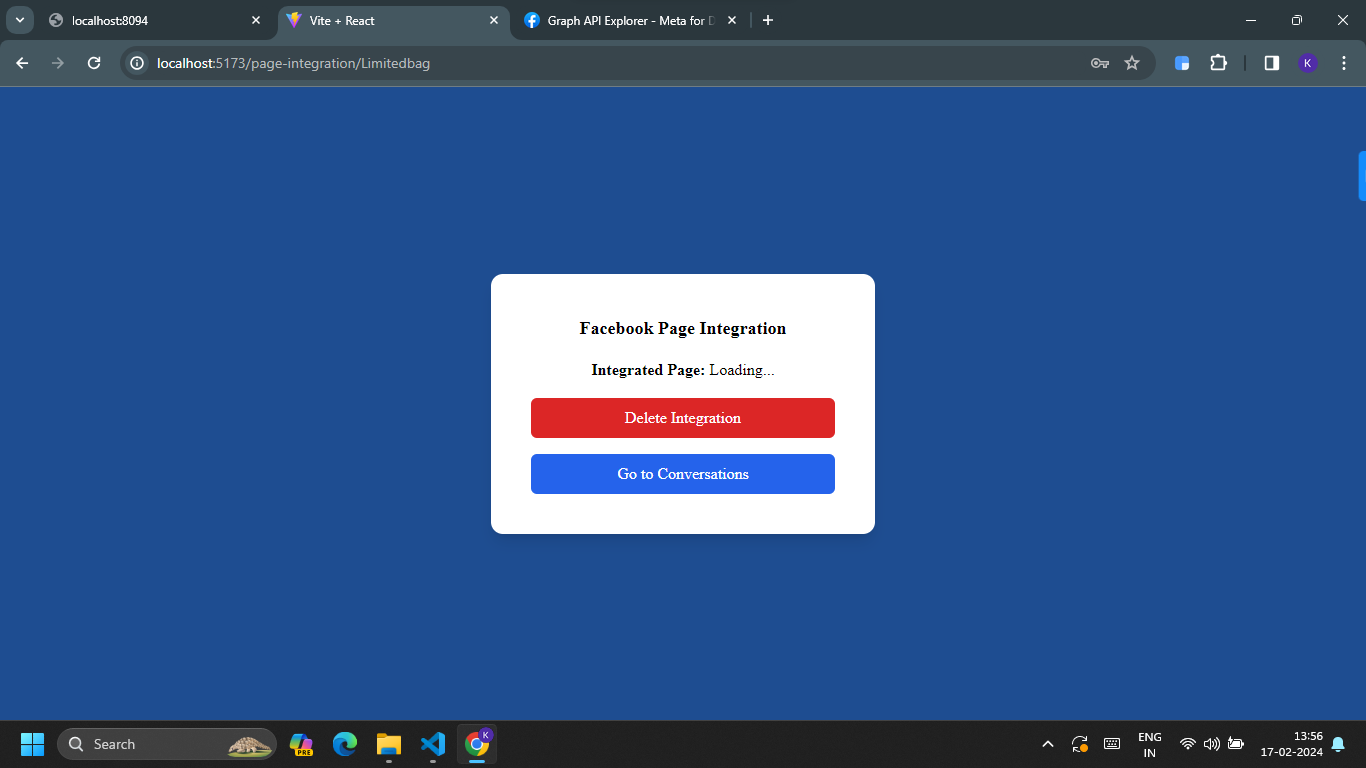 localhost:8094
Vite + React
Graph API Explorer - Meta for D
localhost:5173/page-integration/Limitedbag
K
Facebook Page Integration
Integrated Page: Loading...
Delete Integration
Go to Conversations
Search
PRE
K
ENG
IN
13:56
17-02-2024